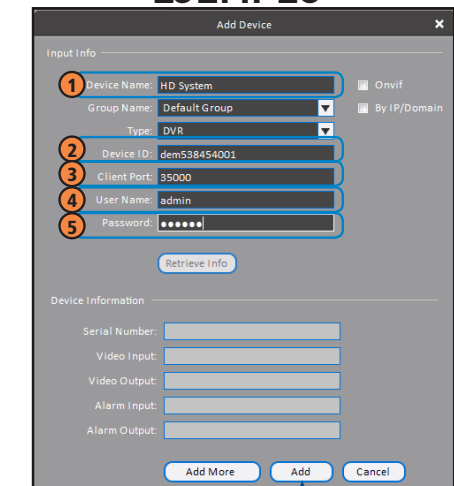 Add Device ×
Input Info
1 Device Name: HD System Onvif
Group Name: Default Group By IP/Domain
Type: DVR
2 Device ID: dem538454001
3 Client Port: 35000
4 User Name: admin
5 Password: ●●●●●●
Retrieve Info
Device Information
Serial Number:
Video Input:
Video Output:
Alarm Input:
Alarm Output:
Add More Add Cancel